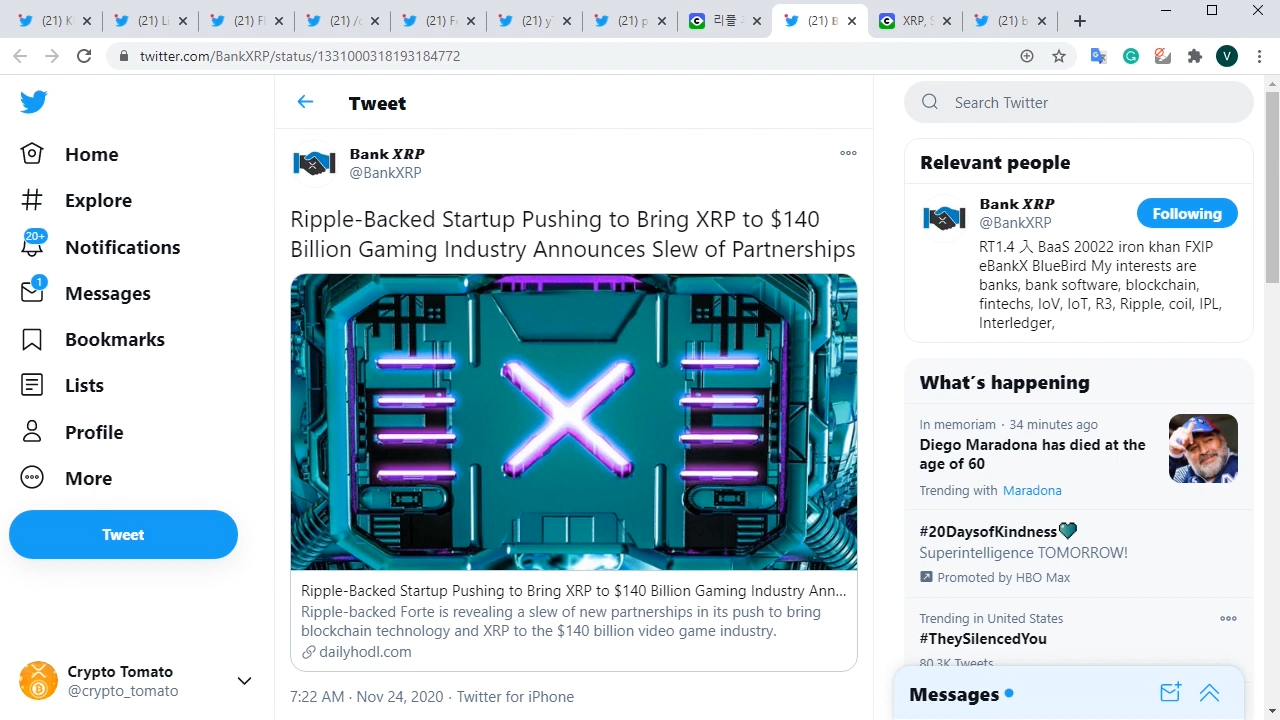 (21) K
(21) Li
(21) Fl
(21) /
(21) F
(21) y
(21) p
리플
(21) B
XRP, S
(21) b
twitter.com/BankXRP/status/1331000318193184772
V
Home
Explore
20+
Notifications
1
Messages
Bookmarks
Lists
Profile
More
Tweet
Crypto Tomato
@crypto_tomato
Tweet
Bank XRP
@BankXRP
Ripple-Backed Startup Pushing to Bring XRP to $140
Billion Gaming Industry Announces Slew of Partnerships
Ripple-Backed Startup Pushing to Bring XRP to $140 Billion Gaming Industry Ann...
Ripple-backed Forte is revealing a slew of new partnerships in its push to bring
blockchain technology and XRP to the $140 billion video game industry.
dailyhodl.com
7:22 AM · Nov 24, 2020 · Twitter for iPhone
Search Twitter
Relevant people
Bank XRP
@BankXRP
Following
RT1.4 人 BaaS 20022 iron khan FXIP
eBankX BlueBird My interests are
banks, bank software, blockchain,
fintechs, IoV, IoT, R3, Ripple, coil, IPL,
Interledger,
What's happening
In memoriam · 34 minutes ago
Diego Maradona has died at the
age of 60
Trending with Maradona
#20DaysofKindness
Superintelligence TOMORROW!
Promoted by HBO Max
Trending in United States
#TheySilencedYou
80.3K Tweets
Messages